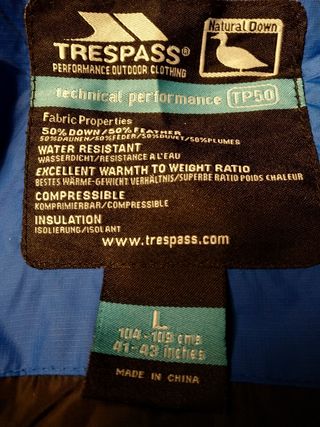 TRESPASS®
PERFORMANCE OUTDOOR CLOTHING
Natural Down
technical performance TP50
Fabric Properties
50% DOWN/50% FEATHER
50%DAUNEN/50%FEDER/50%DUVET/50%PLUMES
WATER RESISTANT
WASSERDICHT/RESISTANCE A L'EAU
EXCELLENT WARMTH TO WEIGHT RATIO
BESTES WÄRME-GEWICHT VERHÄLTNIS/SUPERBE RATIO POIDS CHALEUR
COMPRESSIBLE
KOMPRIMIERBAR/COMPRESSIBLE
INSULATION
ISOLIERUNG/ISOLANT
www.trespass.com
L
104-109 cms
41-43 inches
MADE IN CHINA